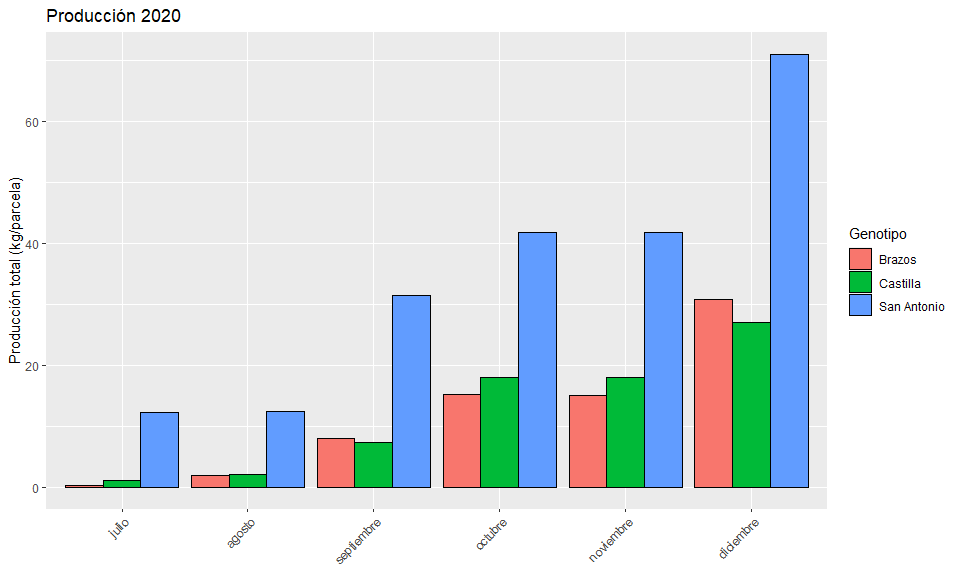 Producción 2020
Producción total (kg/parcela)
60
40
20
0
julio
agosto
septiembre
octubre
noviembre
diciembre
Genotipo
Brazos
Castilla
San Antonio